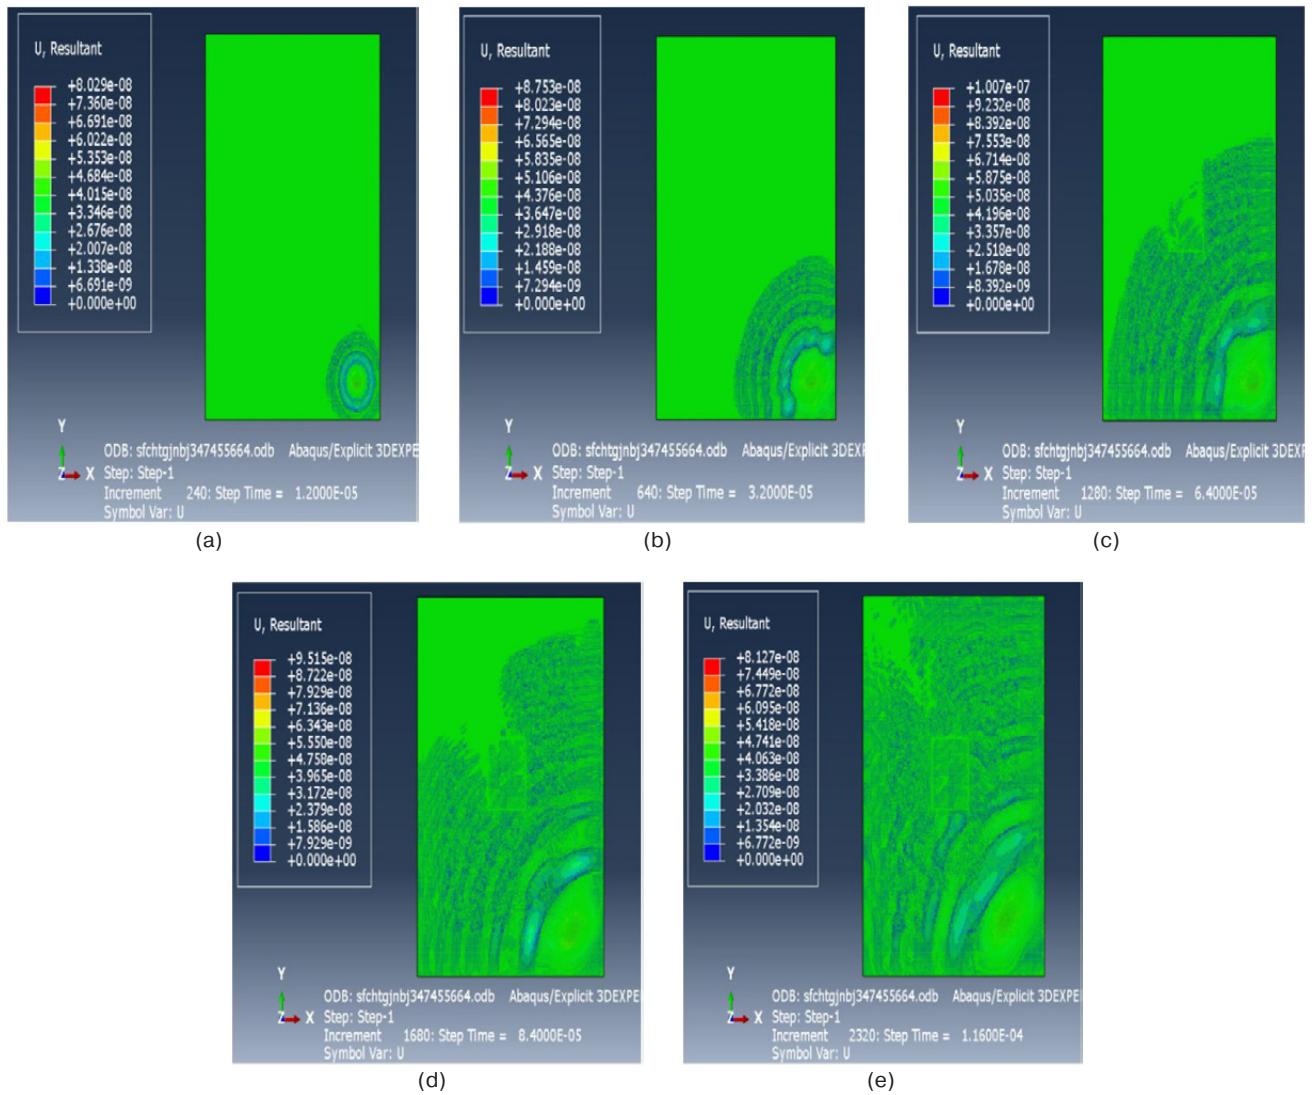 U, Resultant
+8.029e-08
+7.360e-08
+6.691e-08
+6.022e-08
+5.353e-08
+4.684e-08
+4.015e-08
+3.346e-08
+2.676e-08
+2.007e-08
+1.338e-08
+6.691e-09
+0.000e+00
Y
Z X
ODB: sfchtgjnbj347455664.odb Abaqus/Explicit 3DEXPE
Step: Step-1
Increment 240: Step Time = 1.2000E-05
Symbol Var: U
(a)
U, Resultant
+8.753e-08
+8.023e-08
+7.294e-08
+6.565e-08
+5.835e-08
+5.106e-08
+4.376e-08
+3.647e-08
+2.918e-08
+2.188e-08
+1.459e-08
+7.294e-09
+0.000e+00
Y
Z X
ODB: sfchtgjnbj347455664.odb Abaqus/Explicit 3DEXPE
Step: Step-1
Increment 640: Step Time = 3.2000E-05
Symbol Var: U
(b)
U, Resultant
+1.007e-07
+9.232e-08
+8.392e-08
+7.553e-08
+6.714e-08
+5.875e-08
+5.035e-08
+4.196e-08
+3.357e-08
+2.518e-08
+1.678e-08
+8.392e-09
+0.000e+00
Y
Z X
ODB: sfchtgjnbj347455664.odb Abaqus/Explicit 3DEXP
Step: Step-1
Increment 1280: Step Time = 6.4000E-05
Symbol Var: U
(c)
U, Resultant
+9.515e-08
+8.722e-08
+7.929e-08
+7.136e-08
+6.343e-08
+5.550e-08
+4.758e-08
+3.965e-08
+3.172e-08
+2.379e-08
+1.586e-08
+7.929e-09
+0.000e+00
Y
Z X
ODB: sfchtgjnbj347455664.odb Abaqus/Explicit 3DEXPE
Step: Step-1
Increment 1680: Step Time = 8.4000E-05
Symbol Var: U
(d)
U, Resultant
+8.127e-08
+7.449e-08
+6.772e-08
+6.095e-08
+5.418e-08
+4.741e-08
+4.063e-08
+3.386e-08
+2.709e-08
+2.032e-08
+1.354e-08
+6.772e-09
+0.000e+00
Y
Z X
ODB: sfchtgjnbj347455664.odb Abaqus/Explicit 3DEXPE
Step: Step-1
Increment 2320: Step Time = 1.1600E-04
Symbol Var: U
(e)